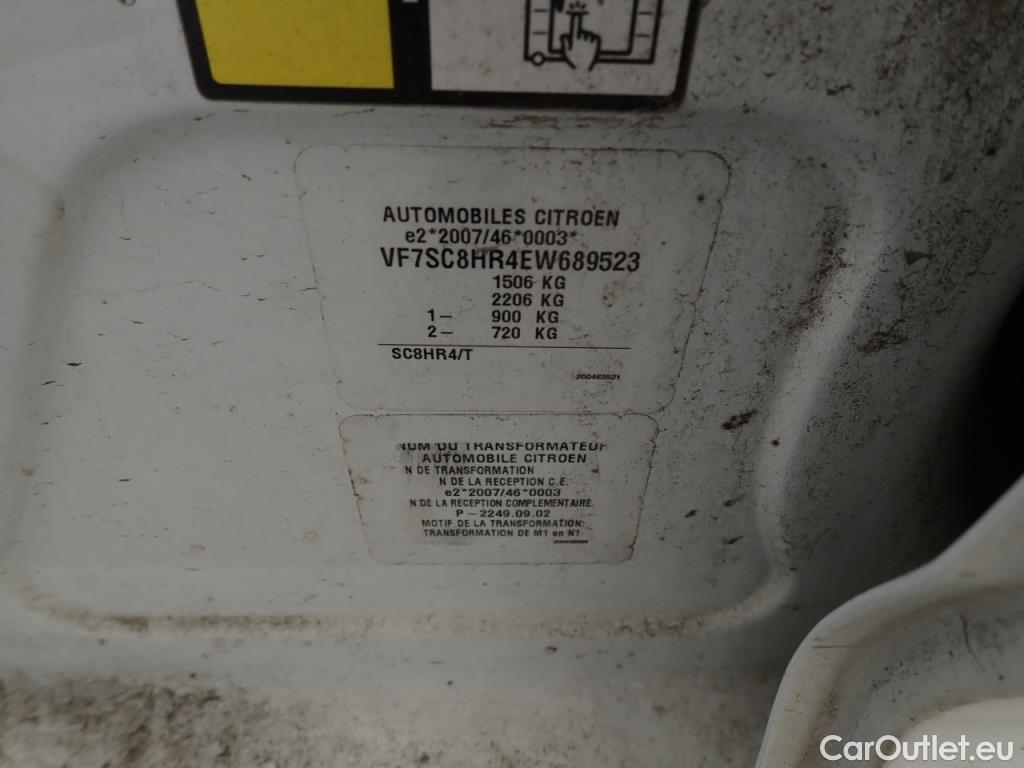 AUTOMOBILES CITROEN
e2*2007/46*0003*
VF7SC8HR4EW689523
1506 KG
2206 KG
1– 900 KG
2– 720 KG
SC8HR4/T
200463521
NOM DU TRANSFORMATEUR
AUTOMOBILE CITROEN
N DE TRANSFORMATION
N DE LA RECEPTION C.E.
e2*2007/46*0003
N DE LA RECEPTION COMPLEMENTAIRE.
P – 2249.09.02
MOTIF DE LA TRANSFORMATION:
TRANSFORMATION DE M1 en N1
CarOutlet.eu